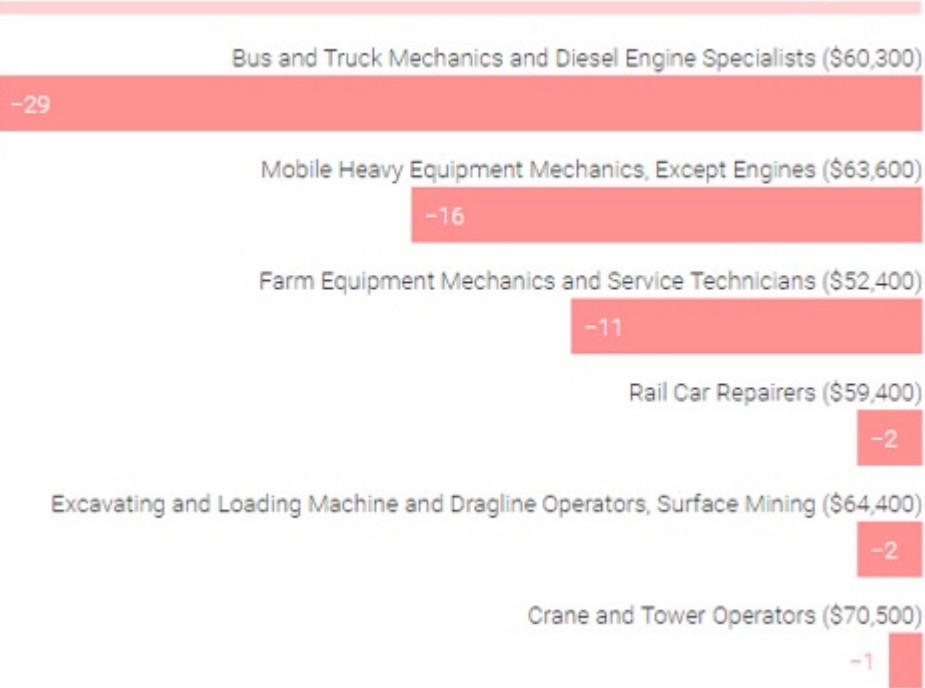 Bus and Truck Mechanics and Diesel Engine Specialists ($60,300)
−29
Mobile Heavy Equipment Mechanics, Except Engines ($63,600)
−16
Farm Equipment Mechanics and Service Technicians ($52,400)
−11
Rail Car Repairers ($59,400)
−2
Excavating and Loading Machine and Dragline Operators, Surface Mining ($64,400)
−2
Crane and Tower Operators ($70,500)
−1